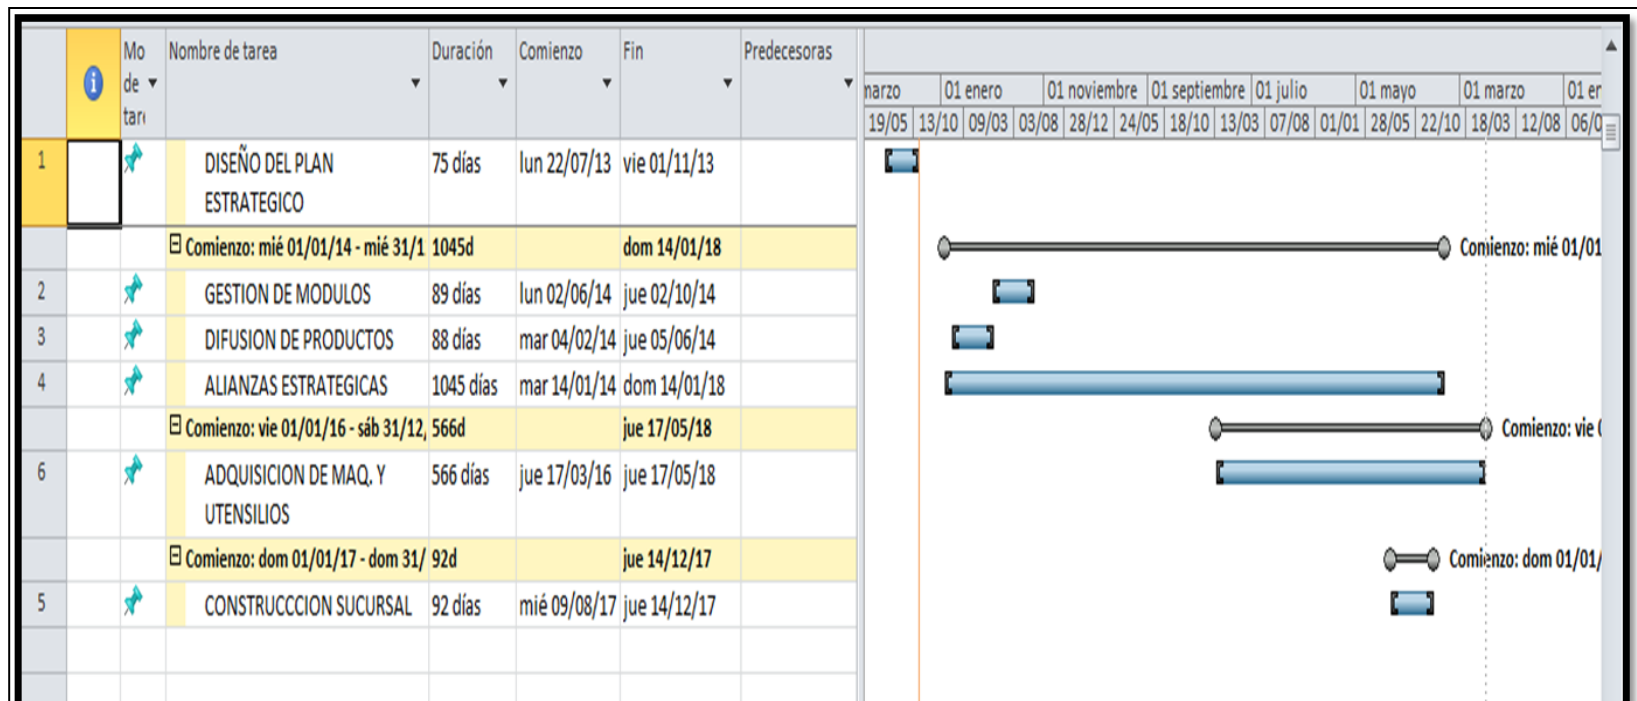 Mo Nombre de tarea Duración Comienzo Fin Predecesoras
de
tare
marzo 01 enero 01 noviembre 01 septiembre 01 julio 01 mayo 01 marzo 01 er
19/05 13/10 09/03 03/08 28/12 24/05 18/10 13/03 07/08 01/01 28/05 22/10 18/03 12/08 06/0
1 DISEÑO DEL PLAN 75 días lun 22/07/13 vie 01/11/13
ESTRATEGICO
Comienzo: mié 01/01/14 - mié 31/1 1045d dom 14/01/18 Comienzo: mié 01/01
2 GESTION DE MODULOS 89 días lun 02/06/14 jue 02/10/14
3 DIFUSION DE PRODUCTOS 88 días mar 04/02/14 jue 05/06/14
4 ALIANZAS ESTRATEGICAS 1045 días mar 14/01/14 dom 14/01/18
Comienzo: vie 01/01/16 - sáb 31/12, 566d jue 17/05/18 Comienzo: vie (
6 ADQUISICION DE MAQ. Y 566 días jue 17/03/16 jue 17/05/18
UTENSILIOS
Comienzo: dom 01/01/17 - dom 31/ 92d jue 14/12/17 Comienzo: dom 01/01/
5 CONSTRUCCCION SUCURSAL 92 días mié 09/08/17 jue 14/12/17